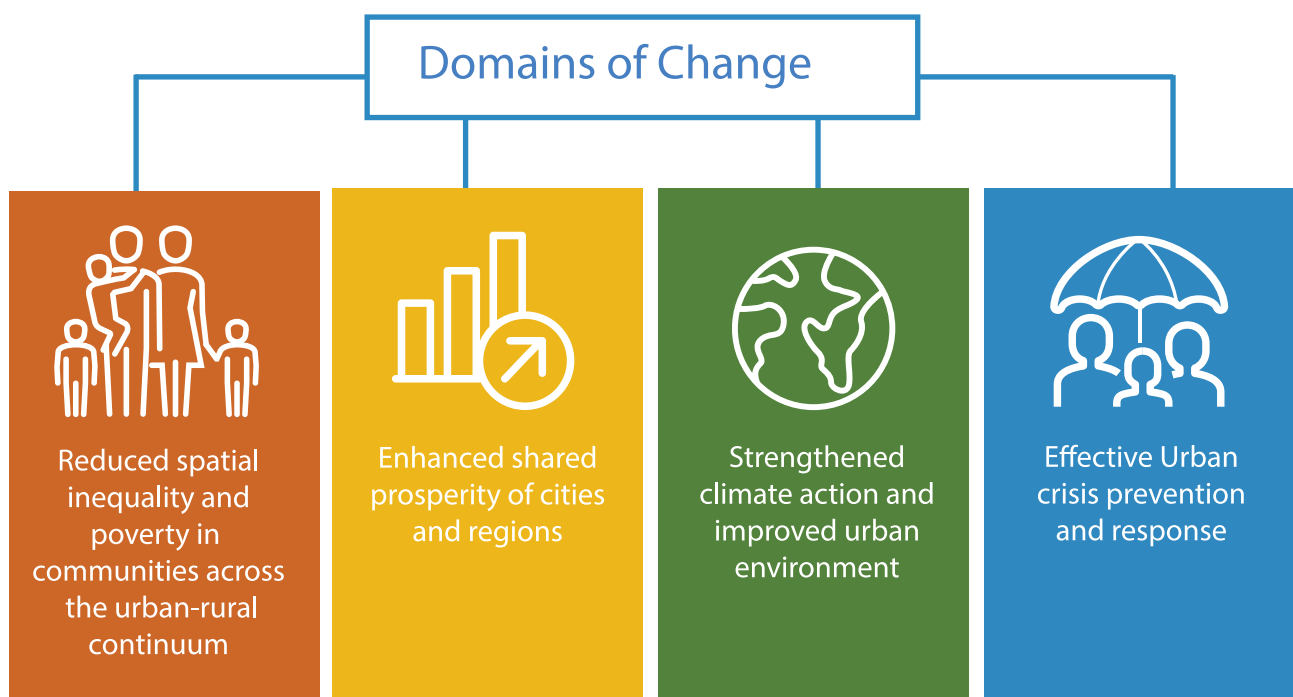 Domains of Change
Reduced spatial
inequality and
poverty in
communities across
the urban-rural
continuum
Enhanced shared
prosperity of cities
and regions
Strengthened
climate action and
improved urban
environment
Effective Urban
crisis prevention
and response